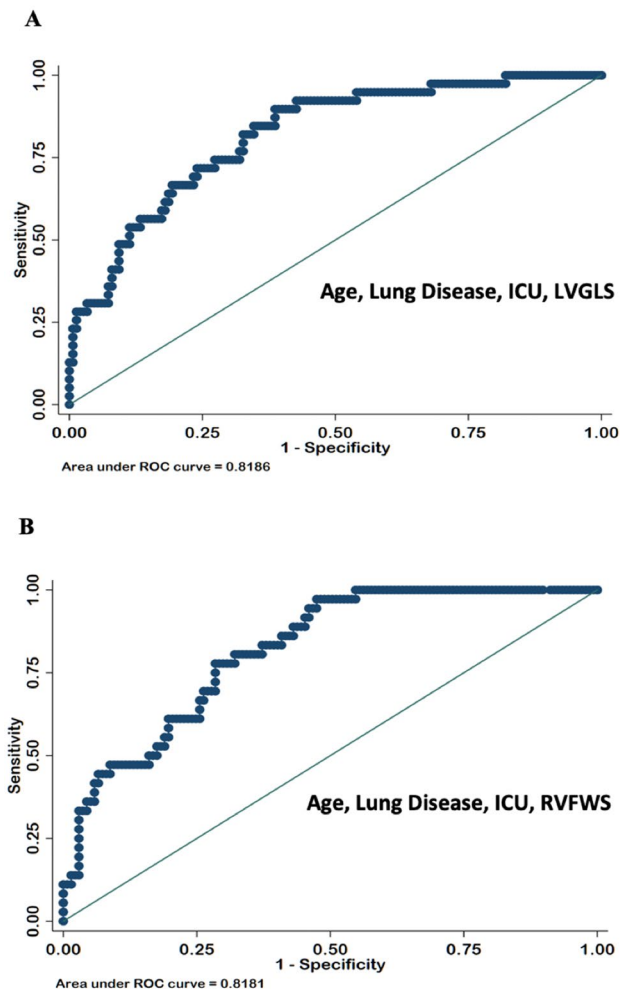 A
1.00
0.75
0.50
0.25
0.00
Sensitivity
Age, Lung Disease, ICU, LVGLS
0.00 0.25 0.50 0.75 1.00
1 - Specificity
Area under ROC curve = 0.8186
B
1.00
0.75
0.50
0.25
0.00
Sensitivity
Age, Lung Disease, ICU, RVFWS
0.00 0.25 0.50 0.75 1.00
1 - Specificity
Area under ROC curve = 0.8181